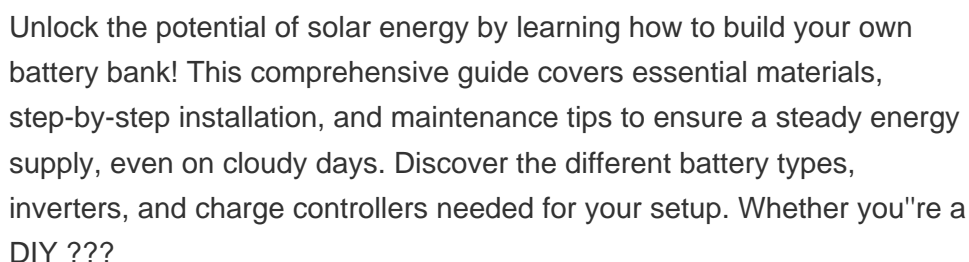 Unlock the potential of solar energy by learning how to build your own
battery bank! This comprehensive guide covers essential materials,
step-by-step installation, and maintenance tips to ensure a steady energy
supply, even on cloudy days. Discover the different battery types,
inverters, and charge controllers needed for your setup. Whether you"re a
DIY ???